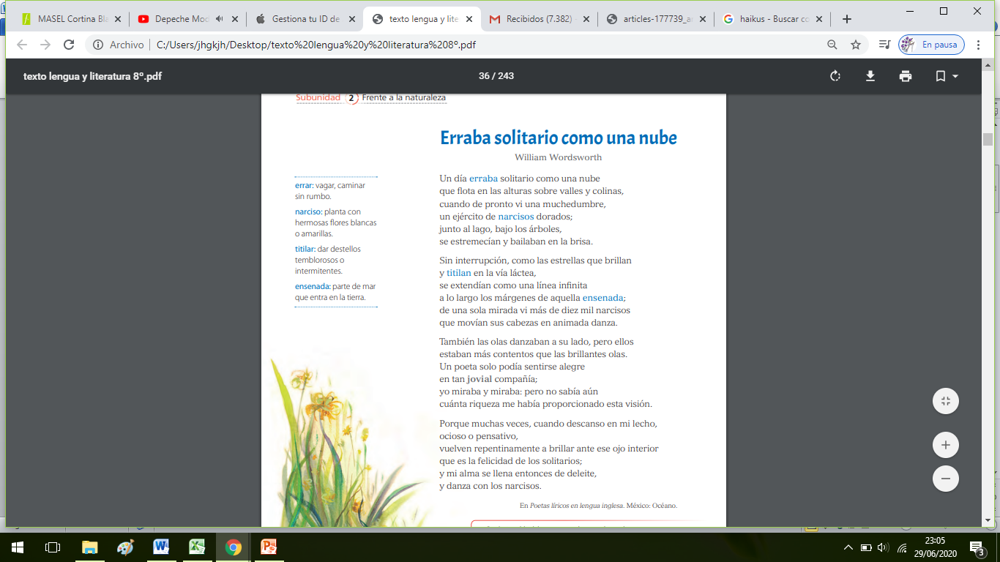 MASEL Cortina Bla
Depeche Mod
Gestiona tu ID de
texto lengua y lite
Recibidos (7.382) -
articles-177739_ar
haikus - Buscar co
Archivo
C:/Users/jhgkjh/Desktop/texto%20lengua%20y%20literatura%208º.pdf
En pausa
texto lengua y literatura 8º.pdf
36 / 243
Subunidad 2 Frente a la naturaleza
Erraba solitario como una nube
William Wordsworth
errar: vagar, caminar
sin rumbo.
narciso: planta con
hermosas flores blancas
o amarillas.
titilar: dar destellos
temblorosos o
intermitentes.
ensenada: parte de mar
que entra en la tierra.
Un día erraba solitario como una nube
que flota en las alturas sobre valles y colinas,
cuando de pronto vi una muchedumbre,
un ejército de narcisos dorados;
junto al lago, bajo los árboles,
se estremecían y bailaban en la brisa.
Sin interrupción, como las estrellas que brillan
y titilan en la vía láctea,
se extendían como una línea infinita
a lo largo los márgenes de aquella ensenada;
de una sola mirada vi más de diez mil narcisos
que movían sus cabezas en animada danza.
También las olas danzaban a su lado, pero ellos
estaban más contentos que las brillantes olas.
Un poeta solo podía sentirse alegre
en tan jovial compañía;
yo miraba y miraba: pero no sabía aún
cuánta riqueza me había proporcionado esta visión.
Porque muchas veces, cuando descanso en mi lecho,
ocioso o pensativo,
vuelven repentinamente a brillar ante ese ojo interior
que es la felicidad de los solitarios;
y mi alma se llena entonces de deleite,
y danza con los narcisos.
En Poetas líricos en lengua inglesa. México: Océano.
23:05
29/06/2020
3